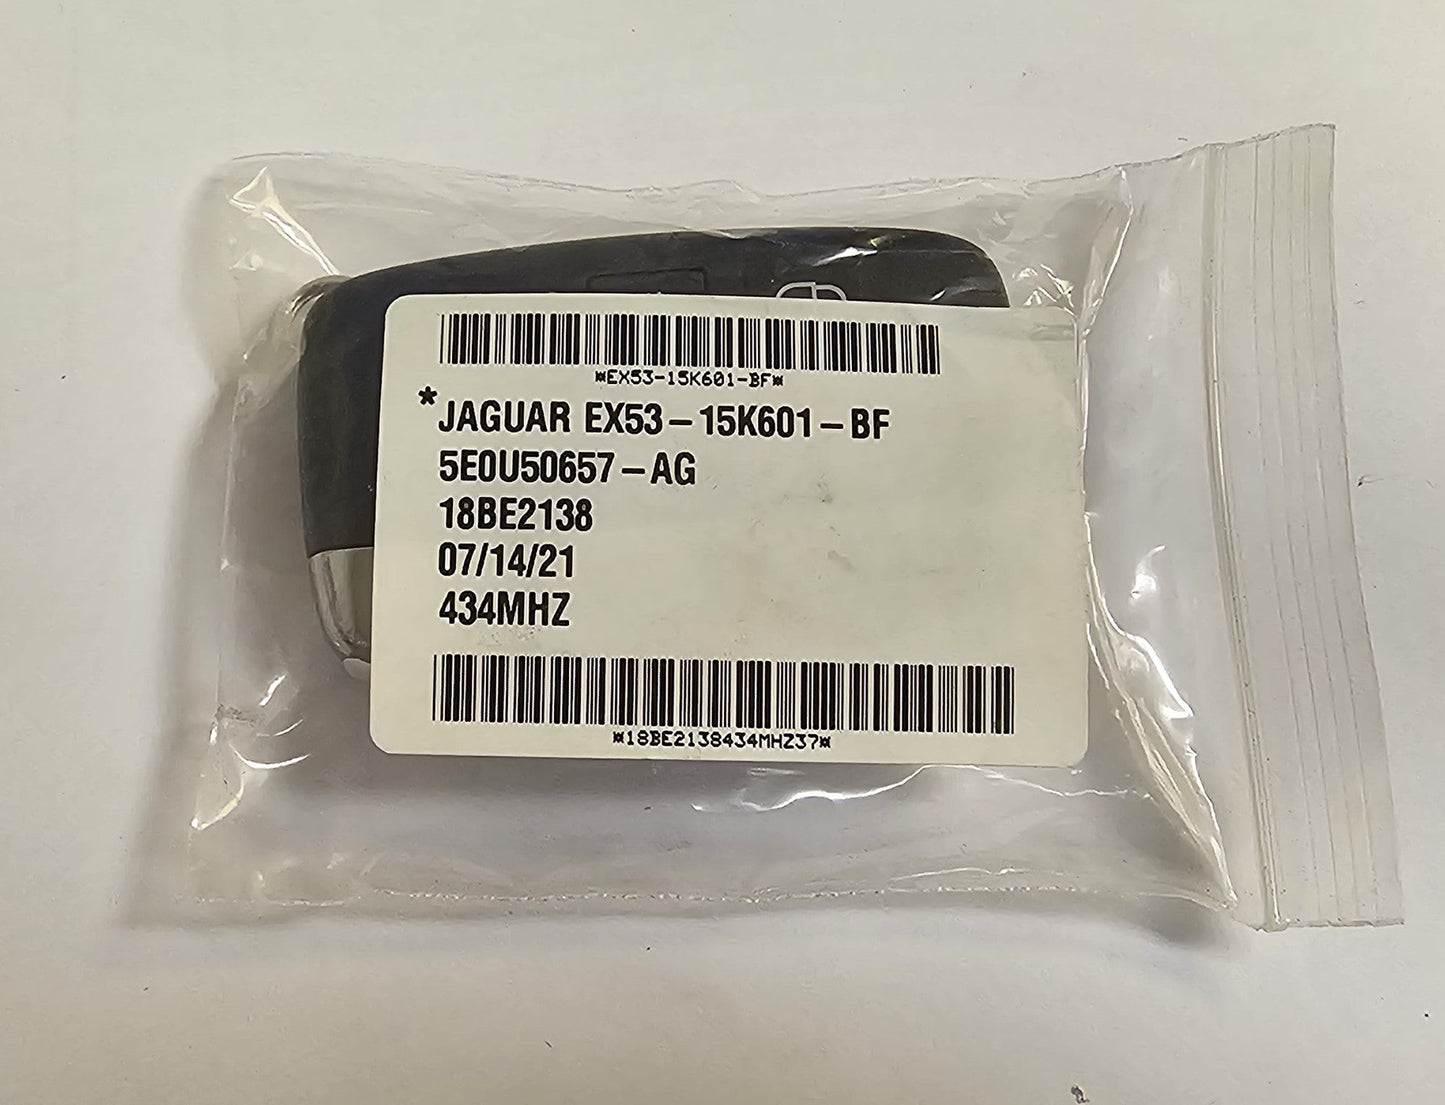 *EX53-15K601-BF*
*JAGUAR EX53-15K601-BF
5E0U50657-AG
18BE2138
07/14/21
434MHZ
*18BE2138434MHZ37*